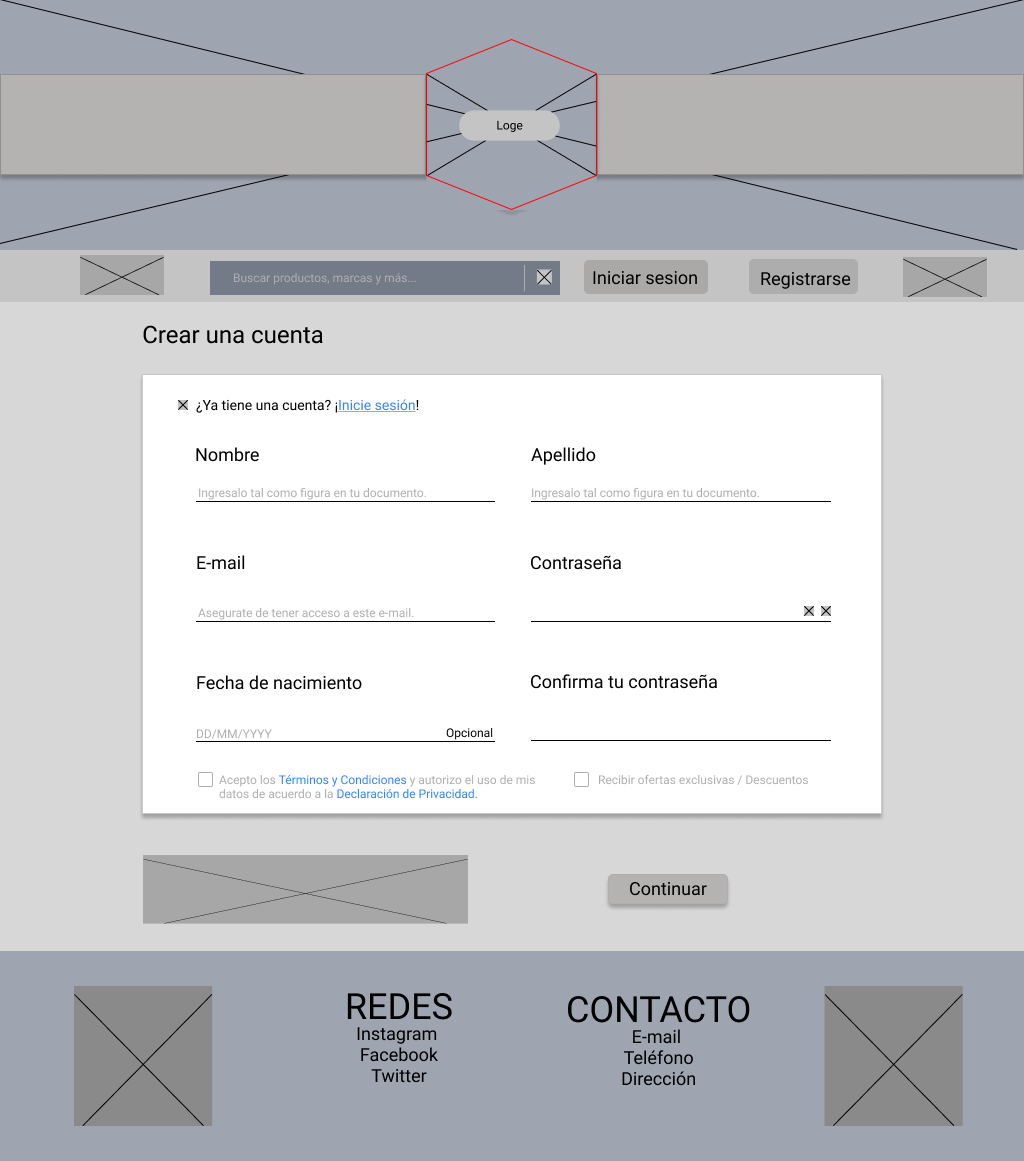 Loge
Buscar productos, marcas y más...
Iniciar sesion
Registrarse
Crear una cuenta
¿Ya tiene una cuenta? ¡Inicie sesión!
Nombre
Apellido
Ingresalo tal como figura en tu documento.
Ingresalo tal como figura en tu documento.
E-mail
Contraseña
Asegurate de tener acceso a este e-mail.
Fecha de nacimiento
Confirma tu contraseña
DD/MM/YYYY
Opcional
Acepto los Términos y Condiciones y autorizo el uso de mis
datos de acuerdo a la Declaración de Privacidad.
Recibir ofertas exclusivas / Descuentos
Continuar
REDES
Instagram
Facebook
Twitter
CONTACTO
E-mail
Teléfono
Dirección